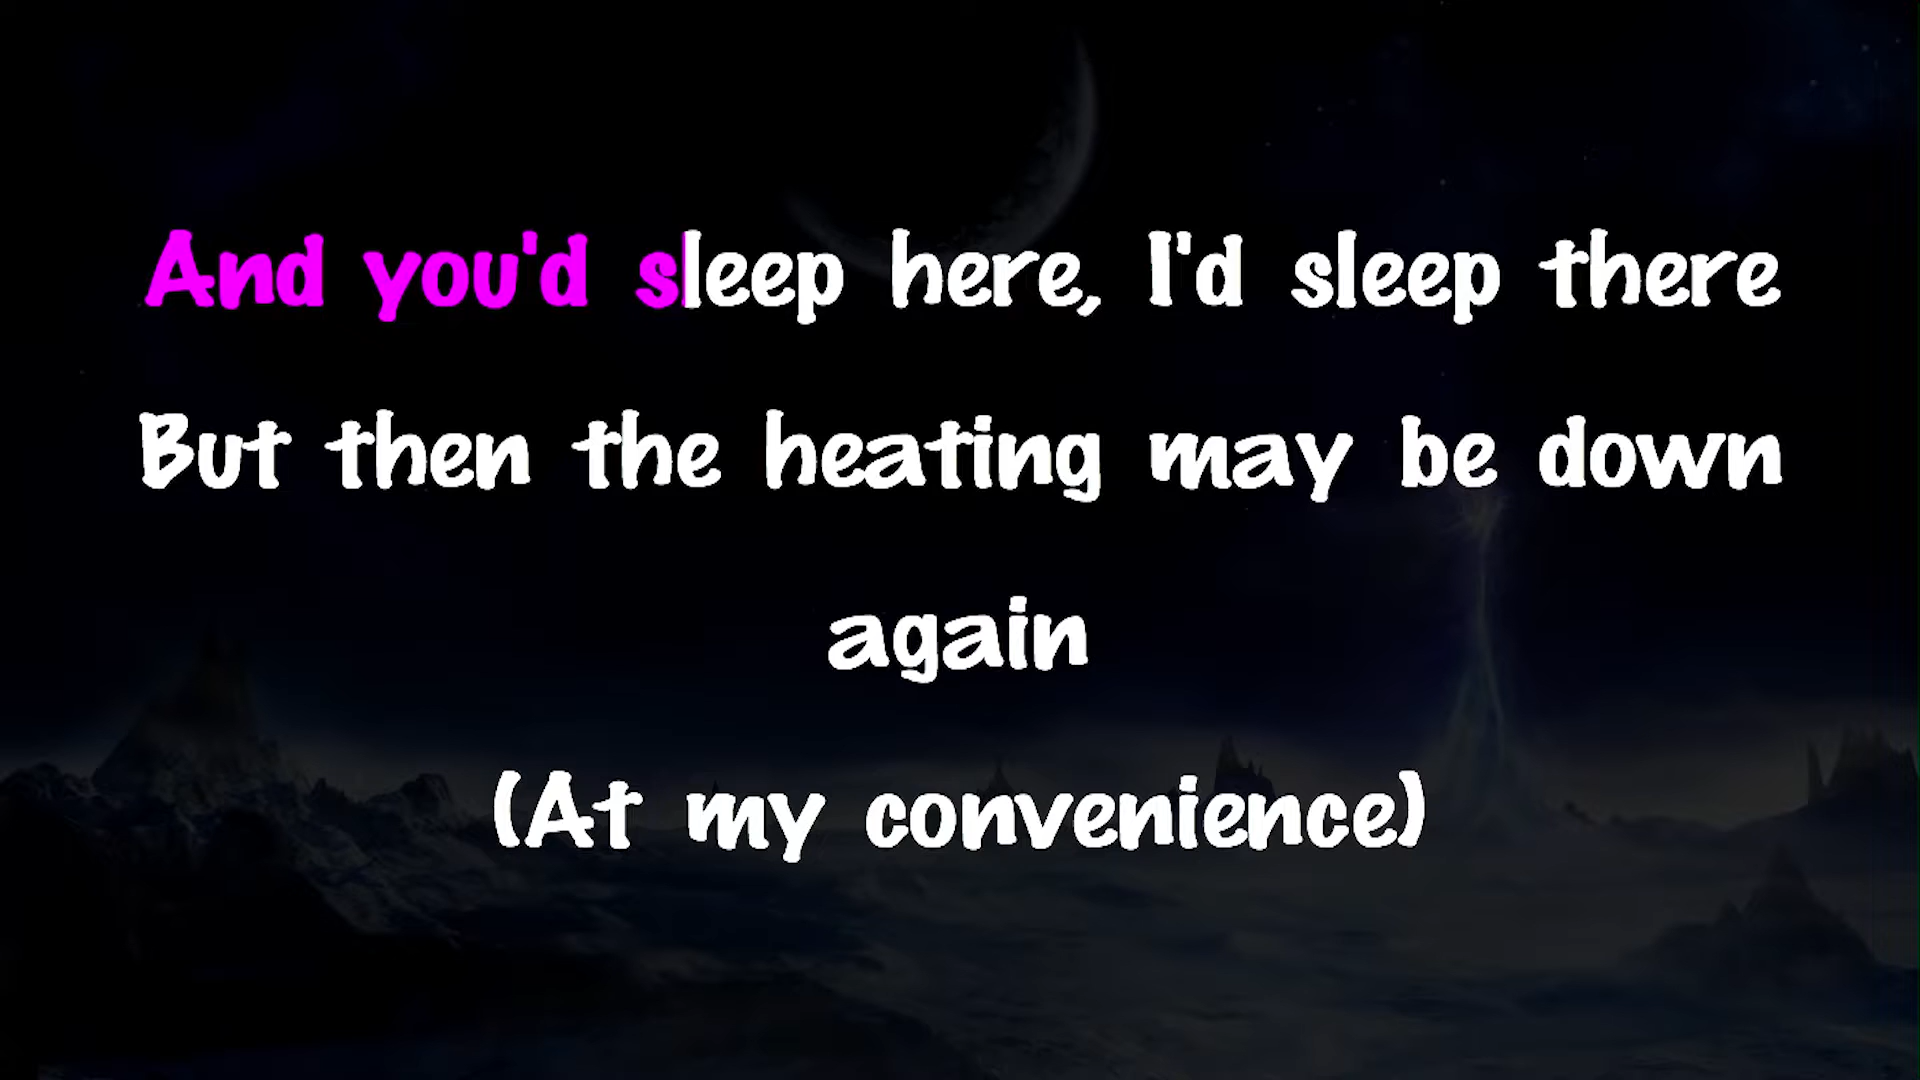 And you'd sleep here, I'd sleep there
But then the heating may be down
again
(At my convenience)